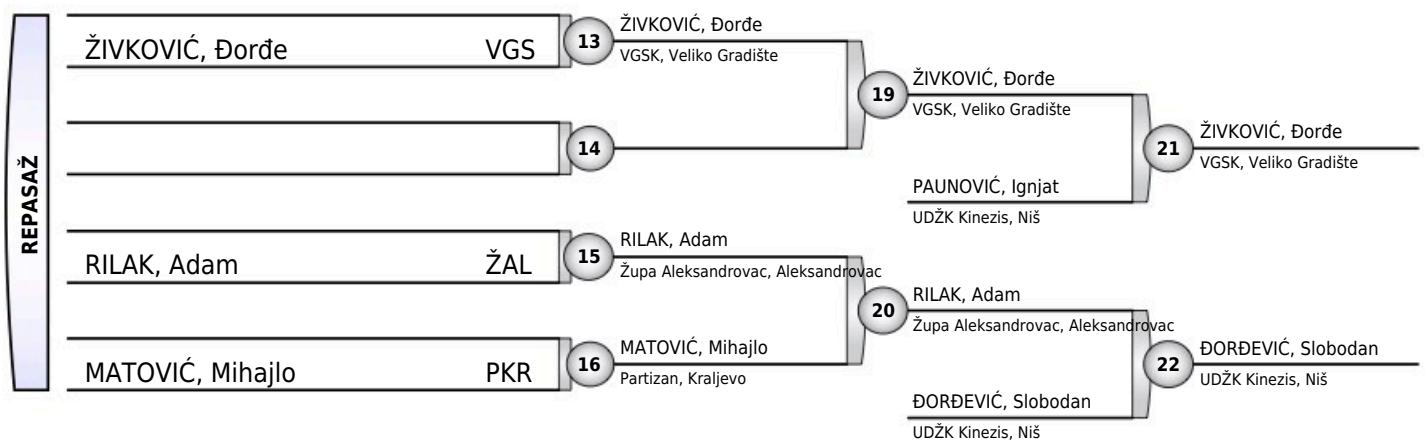 REPASAŽ
ŽIVKOVIĆ, Đorđe VGS
13
ŽIVKOVIĆ, Đorđe
VGSK, Veliko Gradište
14
19
ŽIVKOVIĆ, Đorđe
VGSK, Veliko Gradište
PAUNOVIĆ, Ignjat
UDŽK Kinezis, Niš
21
ŽIVKOVIĆ, Đorđe
VGSK, Veliko Gradište
RILAK, Adam ŽAL
15
RILAK, Adam
Župa Aleksandrovac, Aleksandrovac
MATOVIĆ, Mihajlo PKR
16
MATOVIĆ, Mihajlo
Partizan, Kraljevo
20
RILAK, Adam
Župa Aleksandrovac, Aleksandrovac
ĐORĐEVIĆ, Slobodan
UDŽK Kinezis, Niš
22
ĐORĐEVIĆ, Slobodan
UDŽK Kinezis, Niš